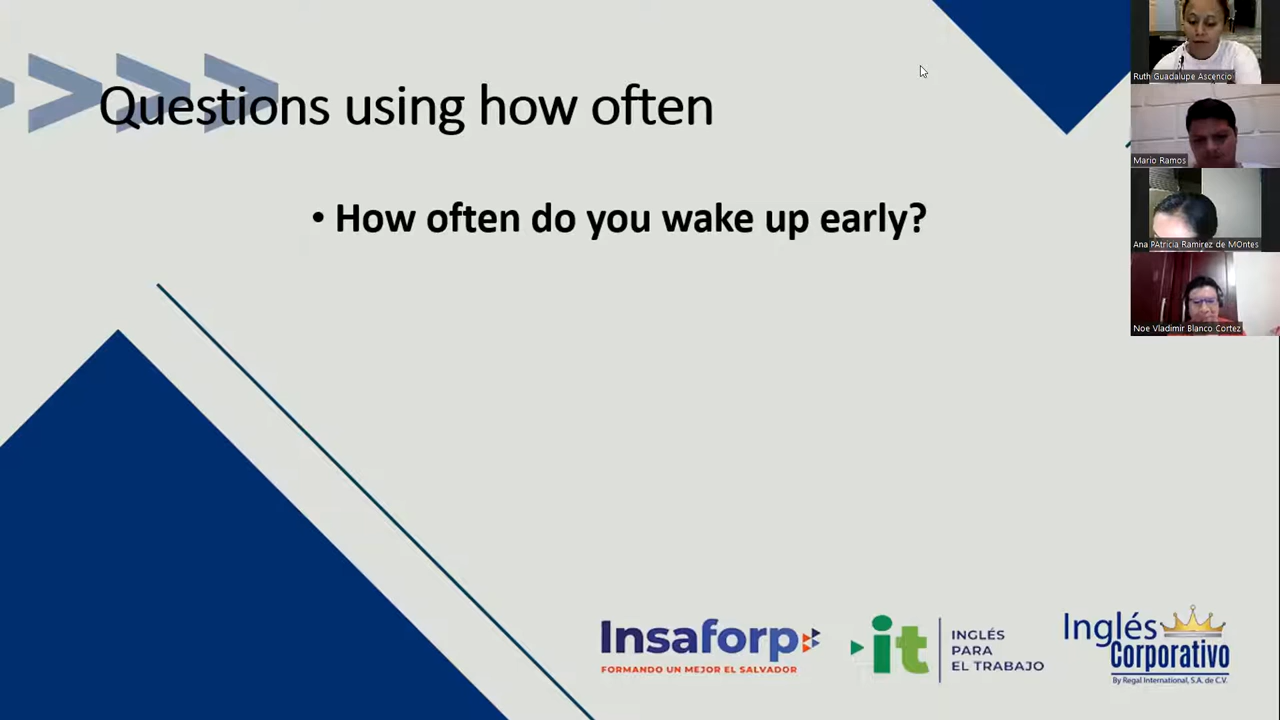 Questions using how often
• How often do you wake up early?
Ruth Guadalupe Ascencio
Mario Ramos
Ana PAtricia Ramirez de MOntes
Noe Vladimir Blanco Cortez
Insaforp
FORMANDO UN MEJOR EL SALVADOR
it
INGLÉS
PARA
EL TRABAJO
Inglés
Corporativo
By Regal International, S.A. de C.V.